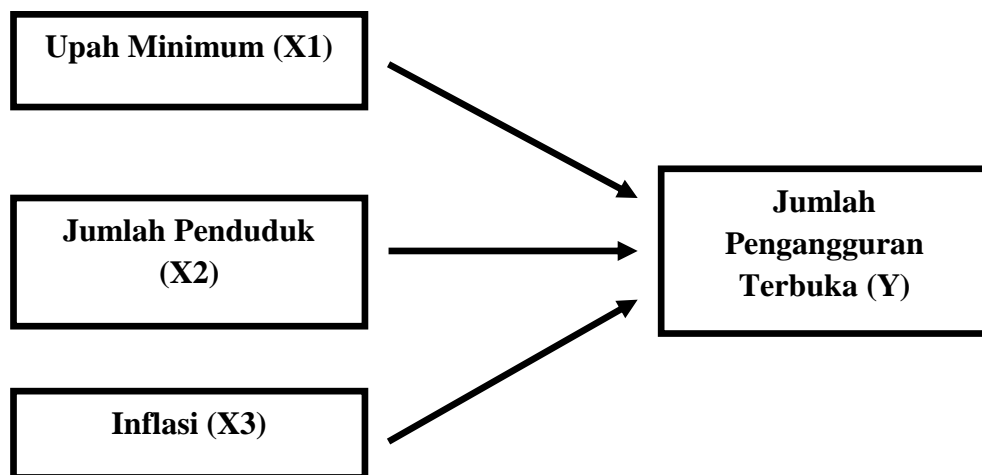 Upah Minimum (X1)
Jumlah Penduduk
(X2)
Inflasi (X3)
Jumlah
Pengangguran
Terbuka (Y)